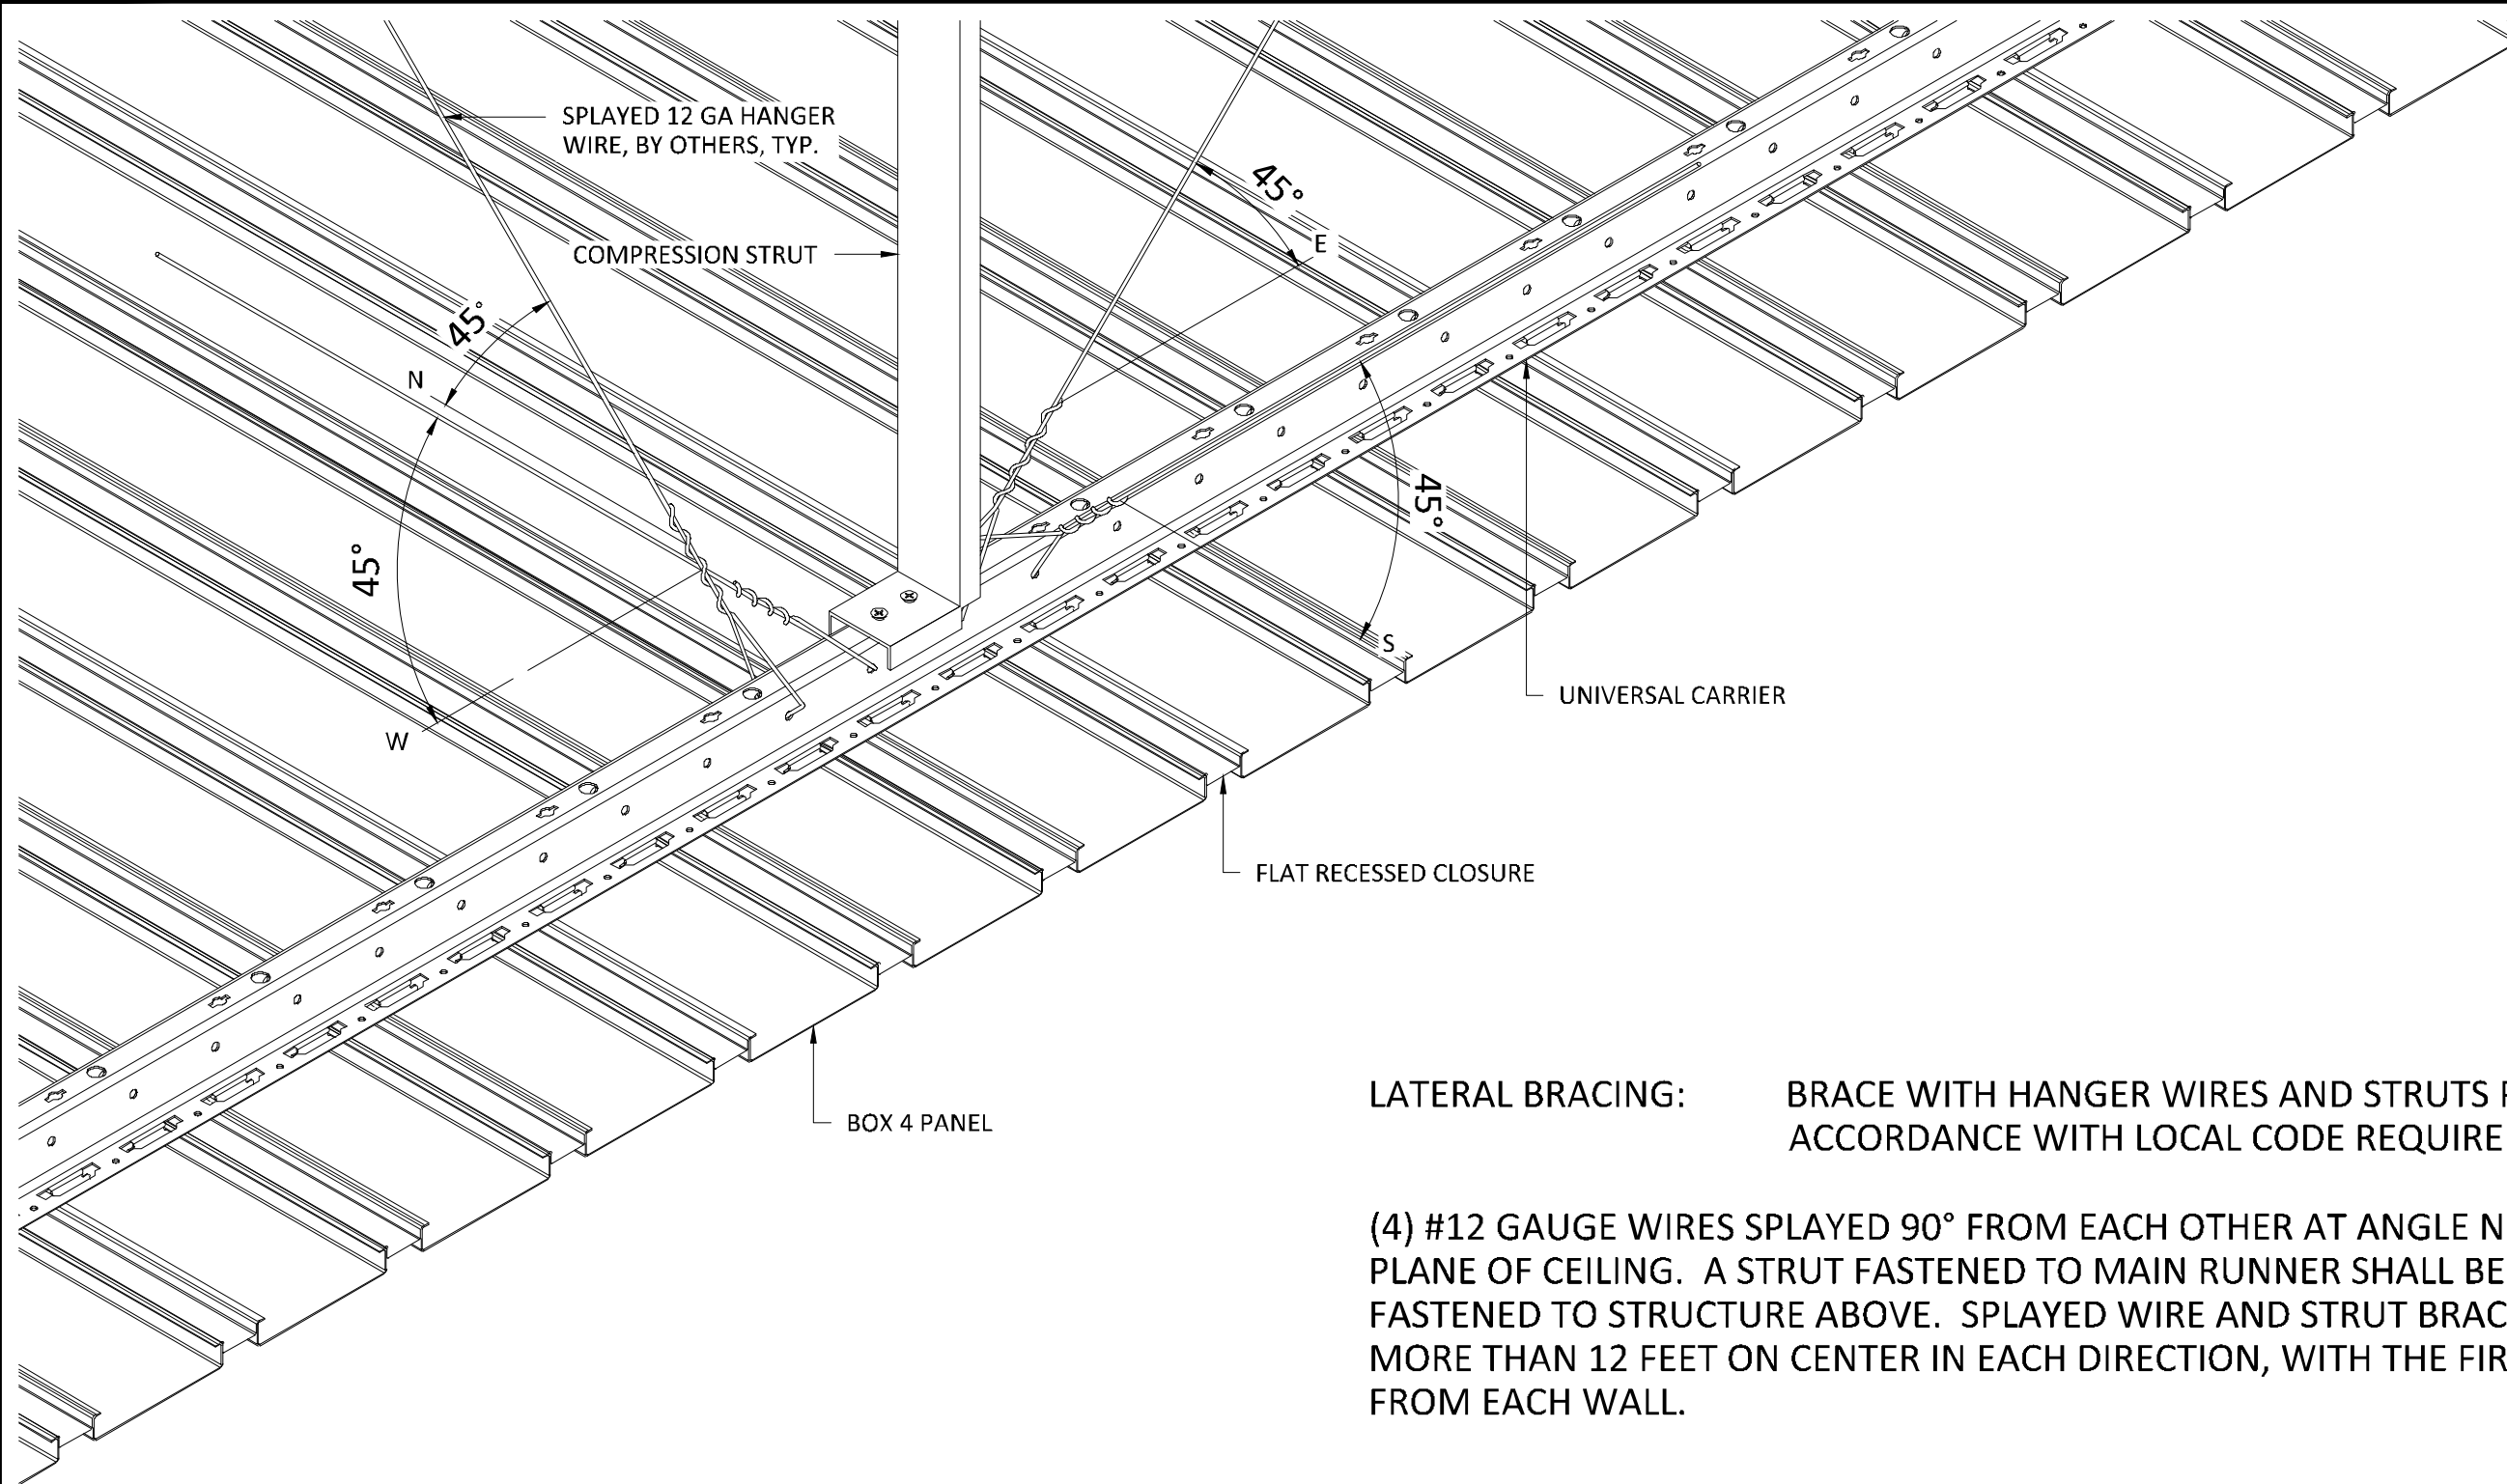 SPLAYED 12 GA HANGER
WIRE, BY OTHERS, TYP.
45°
E
COMPRESSION STRUT
45°
N
45°
S
45°
W
UNIVERSAL CARRIER
FLAT RECESSED CLOSURE
BOX 4 PANEL
LATERAL BRACING: BRACE WITH HANGER WIRES AND STRUTS
ACCORDANCE WITH LOCAL CODE REQUIRE
(4) #12 GAUGE WIRES SPLAYED 90° FROM EACH OTHER AT ANGLE N
PLANE OF CEILING. A STRUT FASTENED TO MAIN RUNNER SHALL BE
FASTENED TO STRUCTURE ABOVE. SPLAYED WIRE AND STRUT BRAC
MORE THAN 12 FEET ON CENTER IN EACH DIRECTION, WITH THE FIR
FROM EACH WALL.